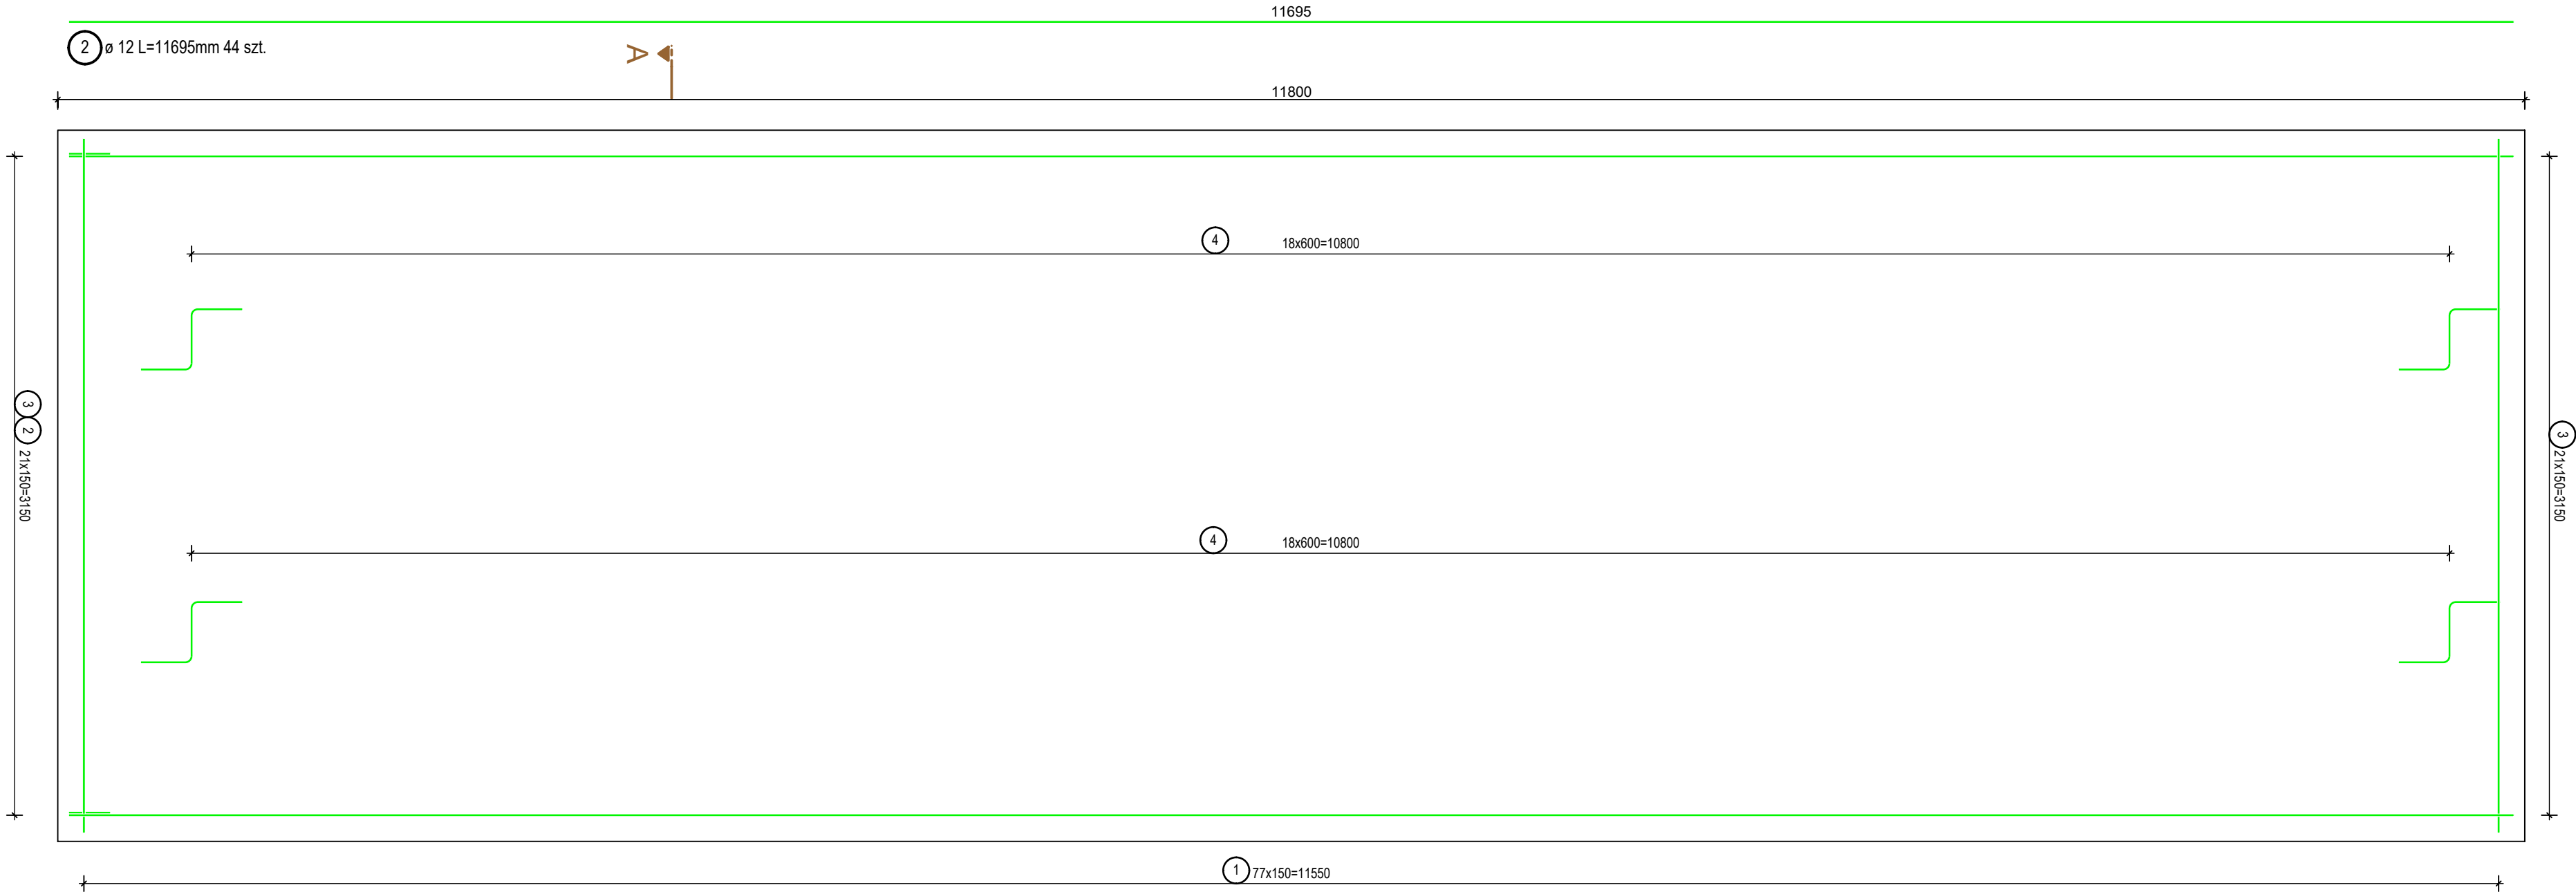 11695
2 ø 12 L=11695mm 44 szt.
A
11800
4 18x600=10800
3 2 21x150=3150
3 21x150=3150
4 18x600=10800
1 77x150=11550